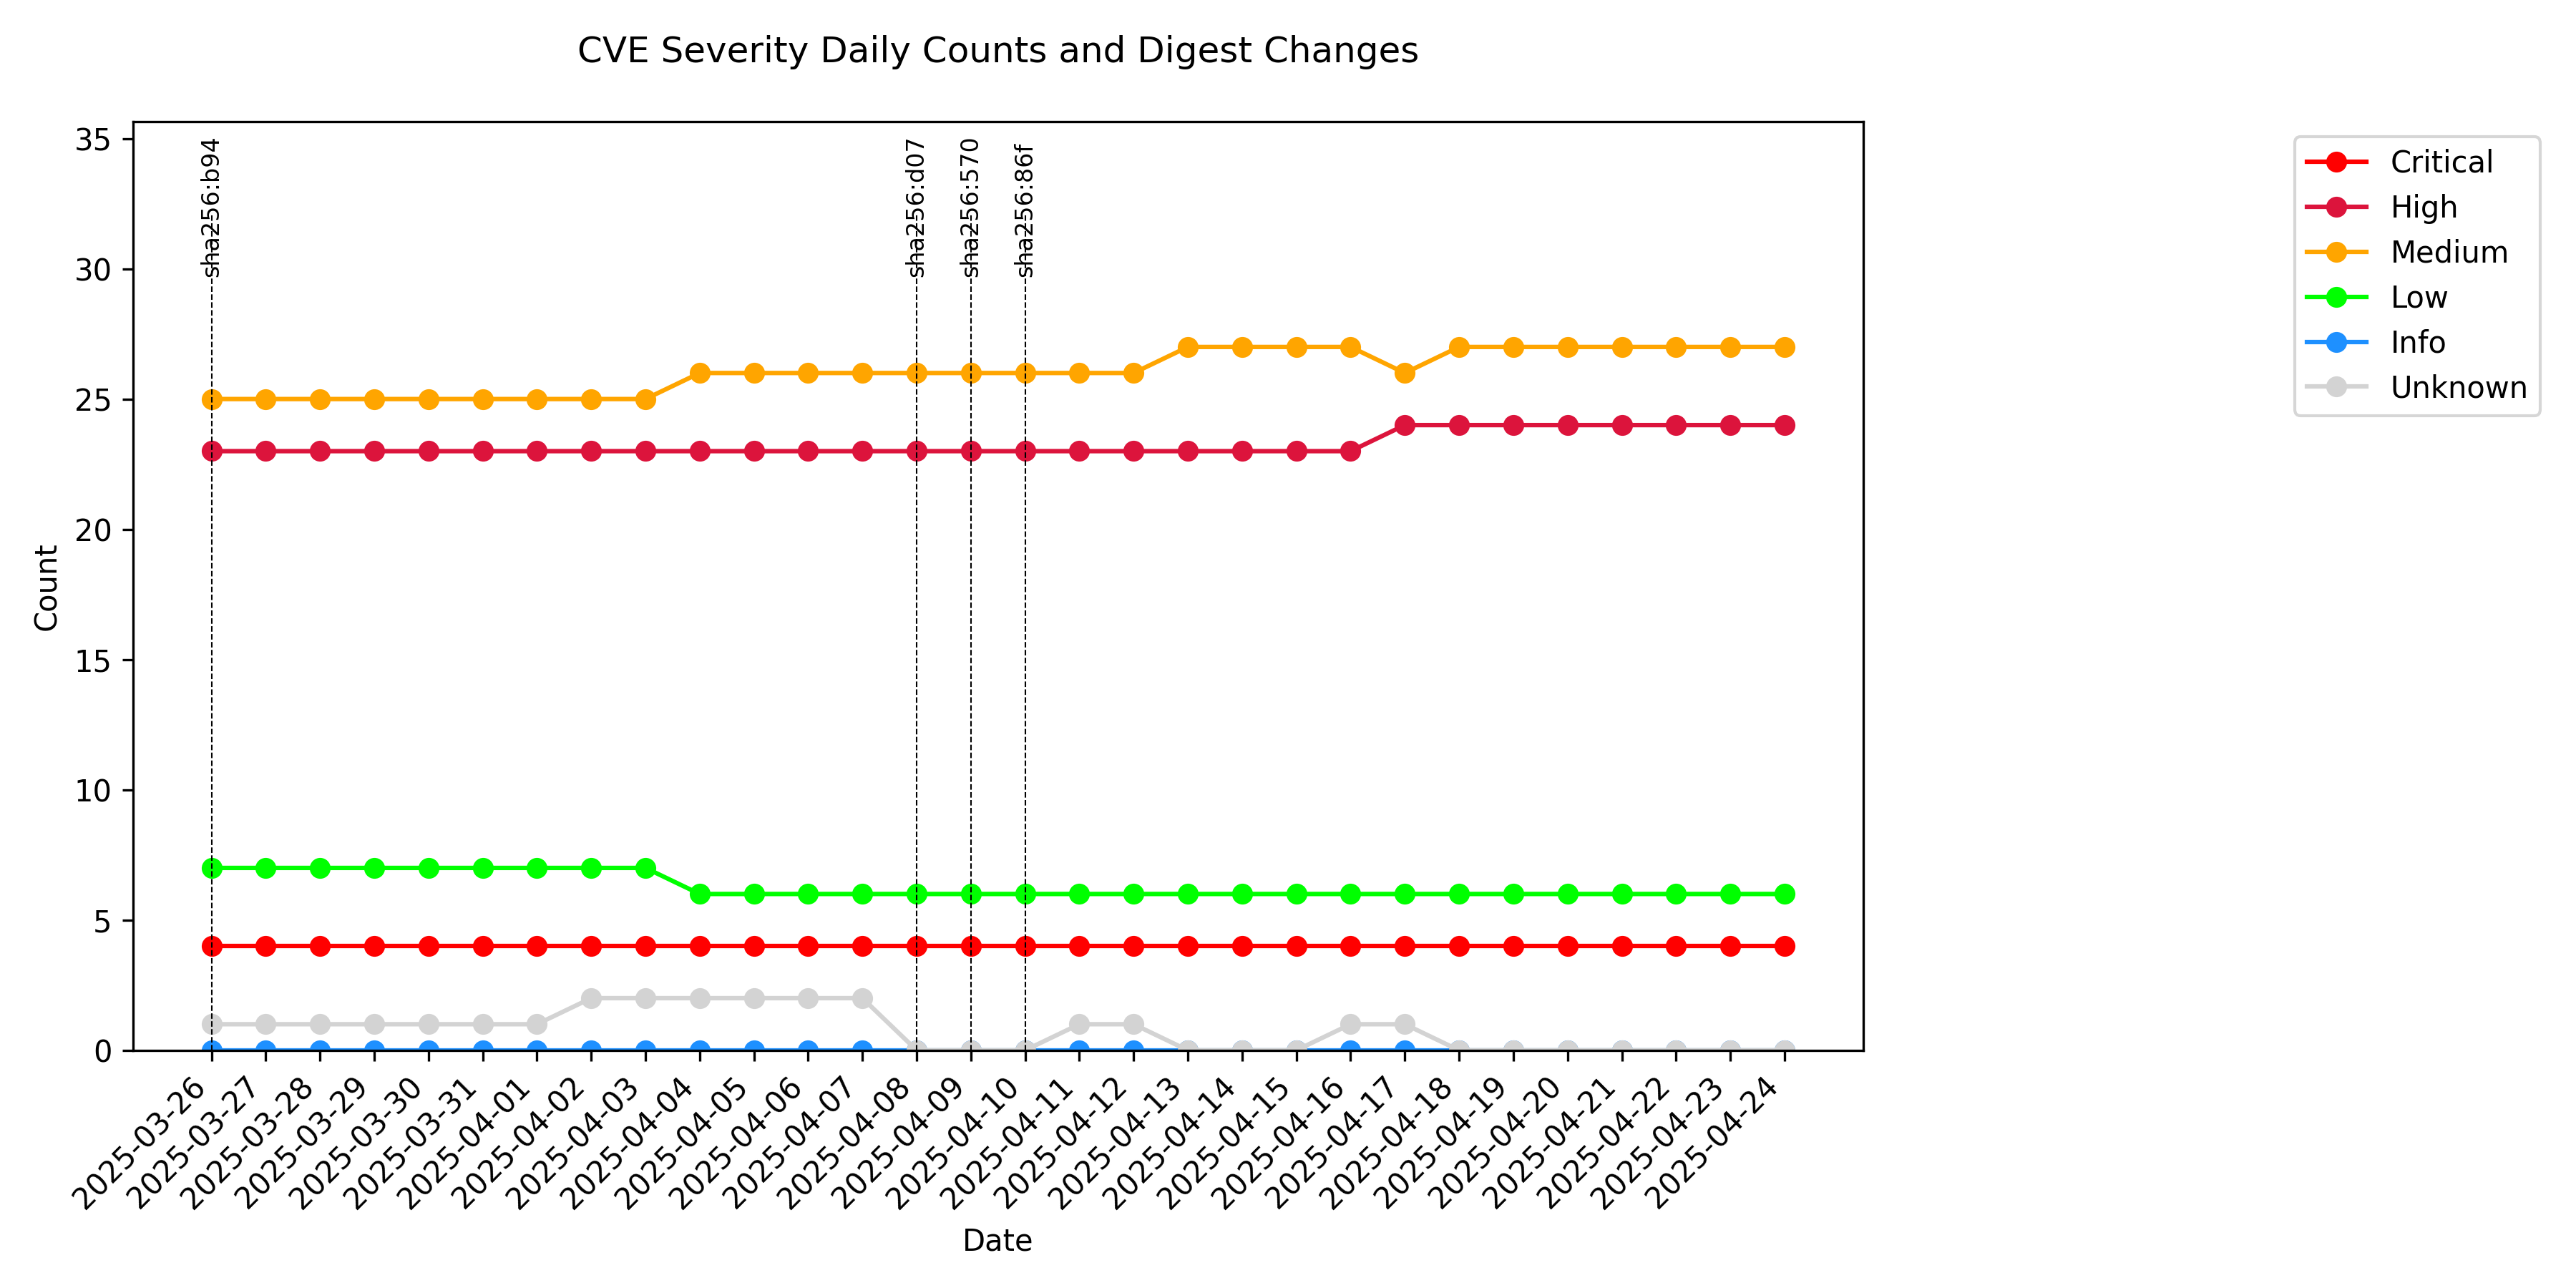 CVE Severity Daily Counts and Digest Changes
35
30
25
20
15
10
5
0
Count
sha256:b94
sha256:d07
sha256:570
sha256:86f
Critical
High
Medium
Low
Info
Unknown
2025-03-26
2025-03-27
2025-03-28
2025-03-29
2025-03-30
2025-03-31
2025-04-01
2025-04-02
2025-04-03
2025-04-04
2025-04-05
2025-04-06
2025-04-07
2025-04-08
2025-04-09
2025-04-10
2025-04-11
2025-04-12
2025-04-13
2025-04-14
2025-04-15
2025-04-16
2025-04-17
2025-04-18
2025-04-19
2025-04-20
2025-04-21
2025-04-22
2025-04-23
2025-04-24
Date